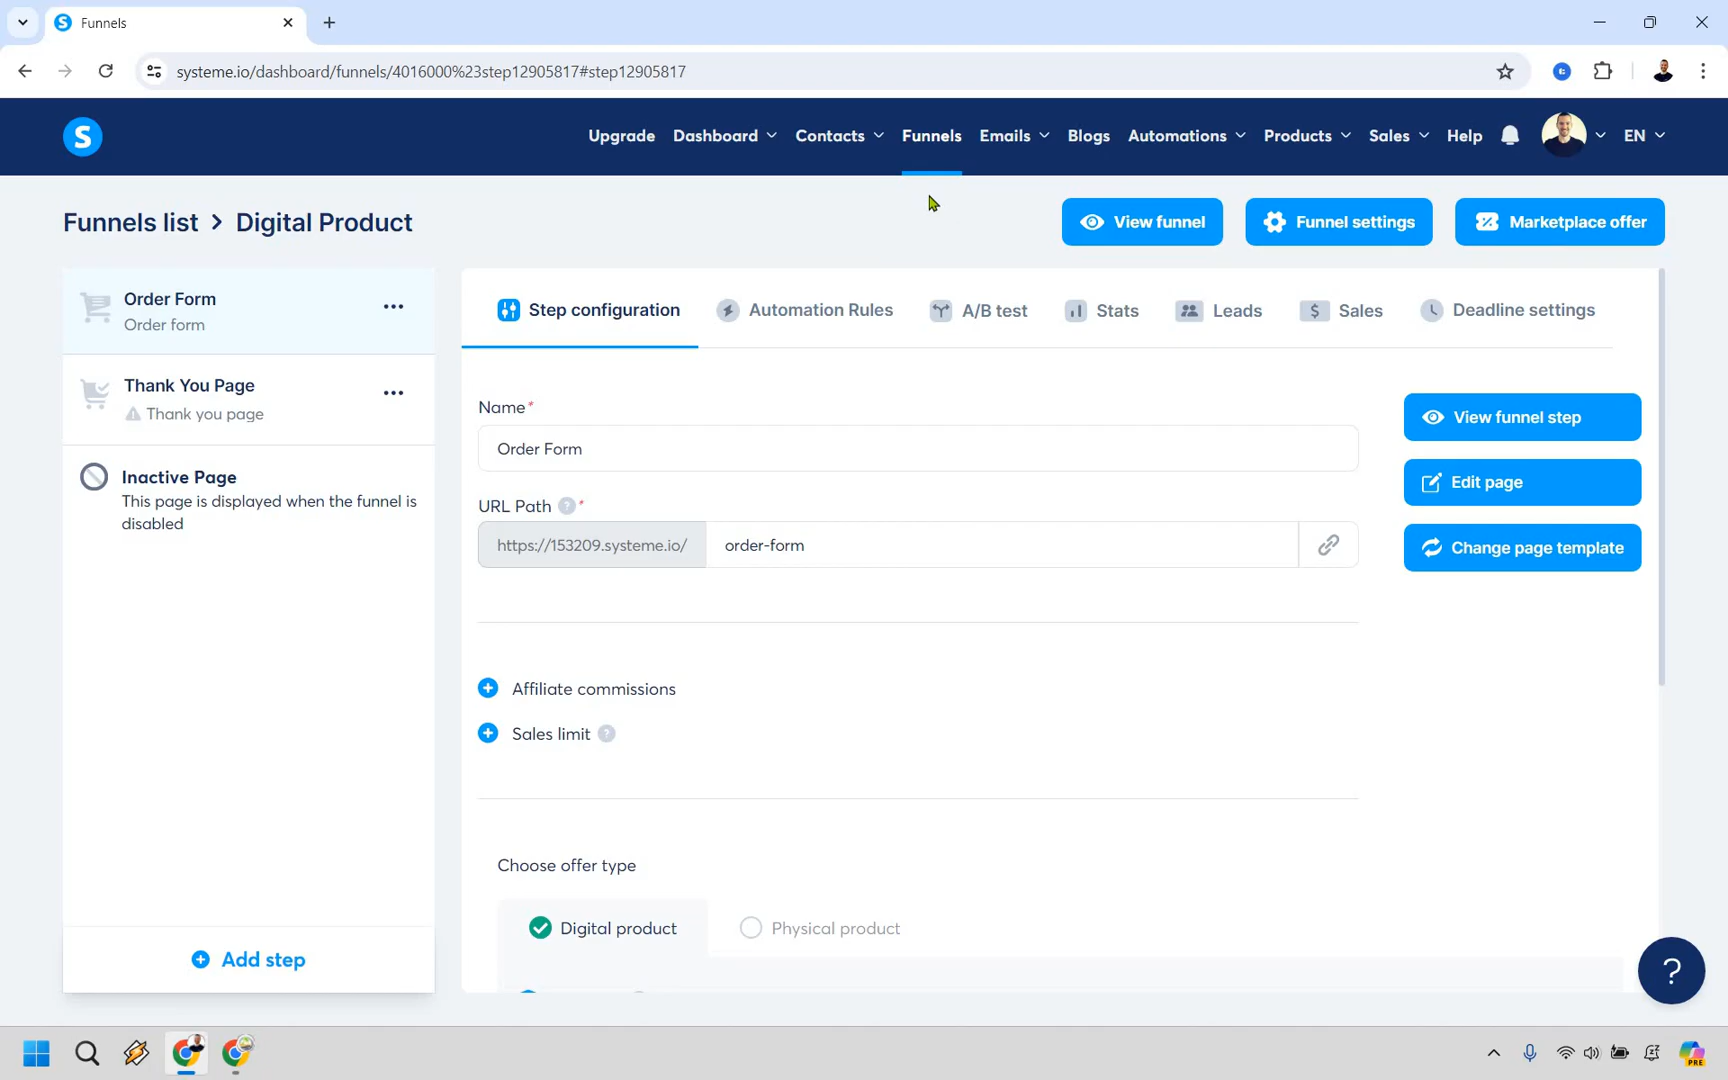 Funnels
systeme.io/dashboard/funnels/4016000%23step12905817#step12905817
S
Upgrade Dashboard Contacts Funnels Emails Blogs Automations Products Sales Help EN
Funnels list > Digital Product
View funnel
Funnel settings
Marketplace offer
Order Form
Order form
Thank You Page
Thank you page
Inactive Page
This page is displayed when the funnel is
disabled
Add step
Step configuration
Automation Rules
A/B test
Stats
Leads
Sales
Deadline settings
Name*
Order Form
URL Path ? *
https://153209.systeme.io/
order-form
View funnel step
Edit page
Change page template
Affiliate commissions
Sales limit ?
Choose offer type
Digital product
Physical product
?
PRE